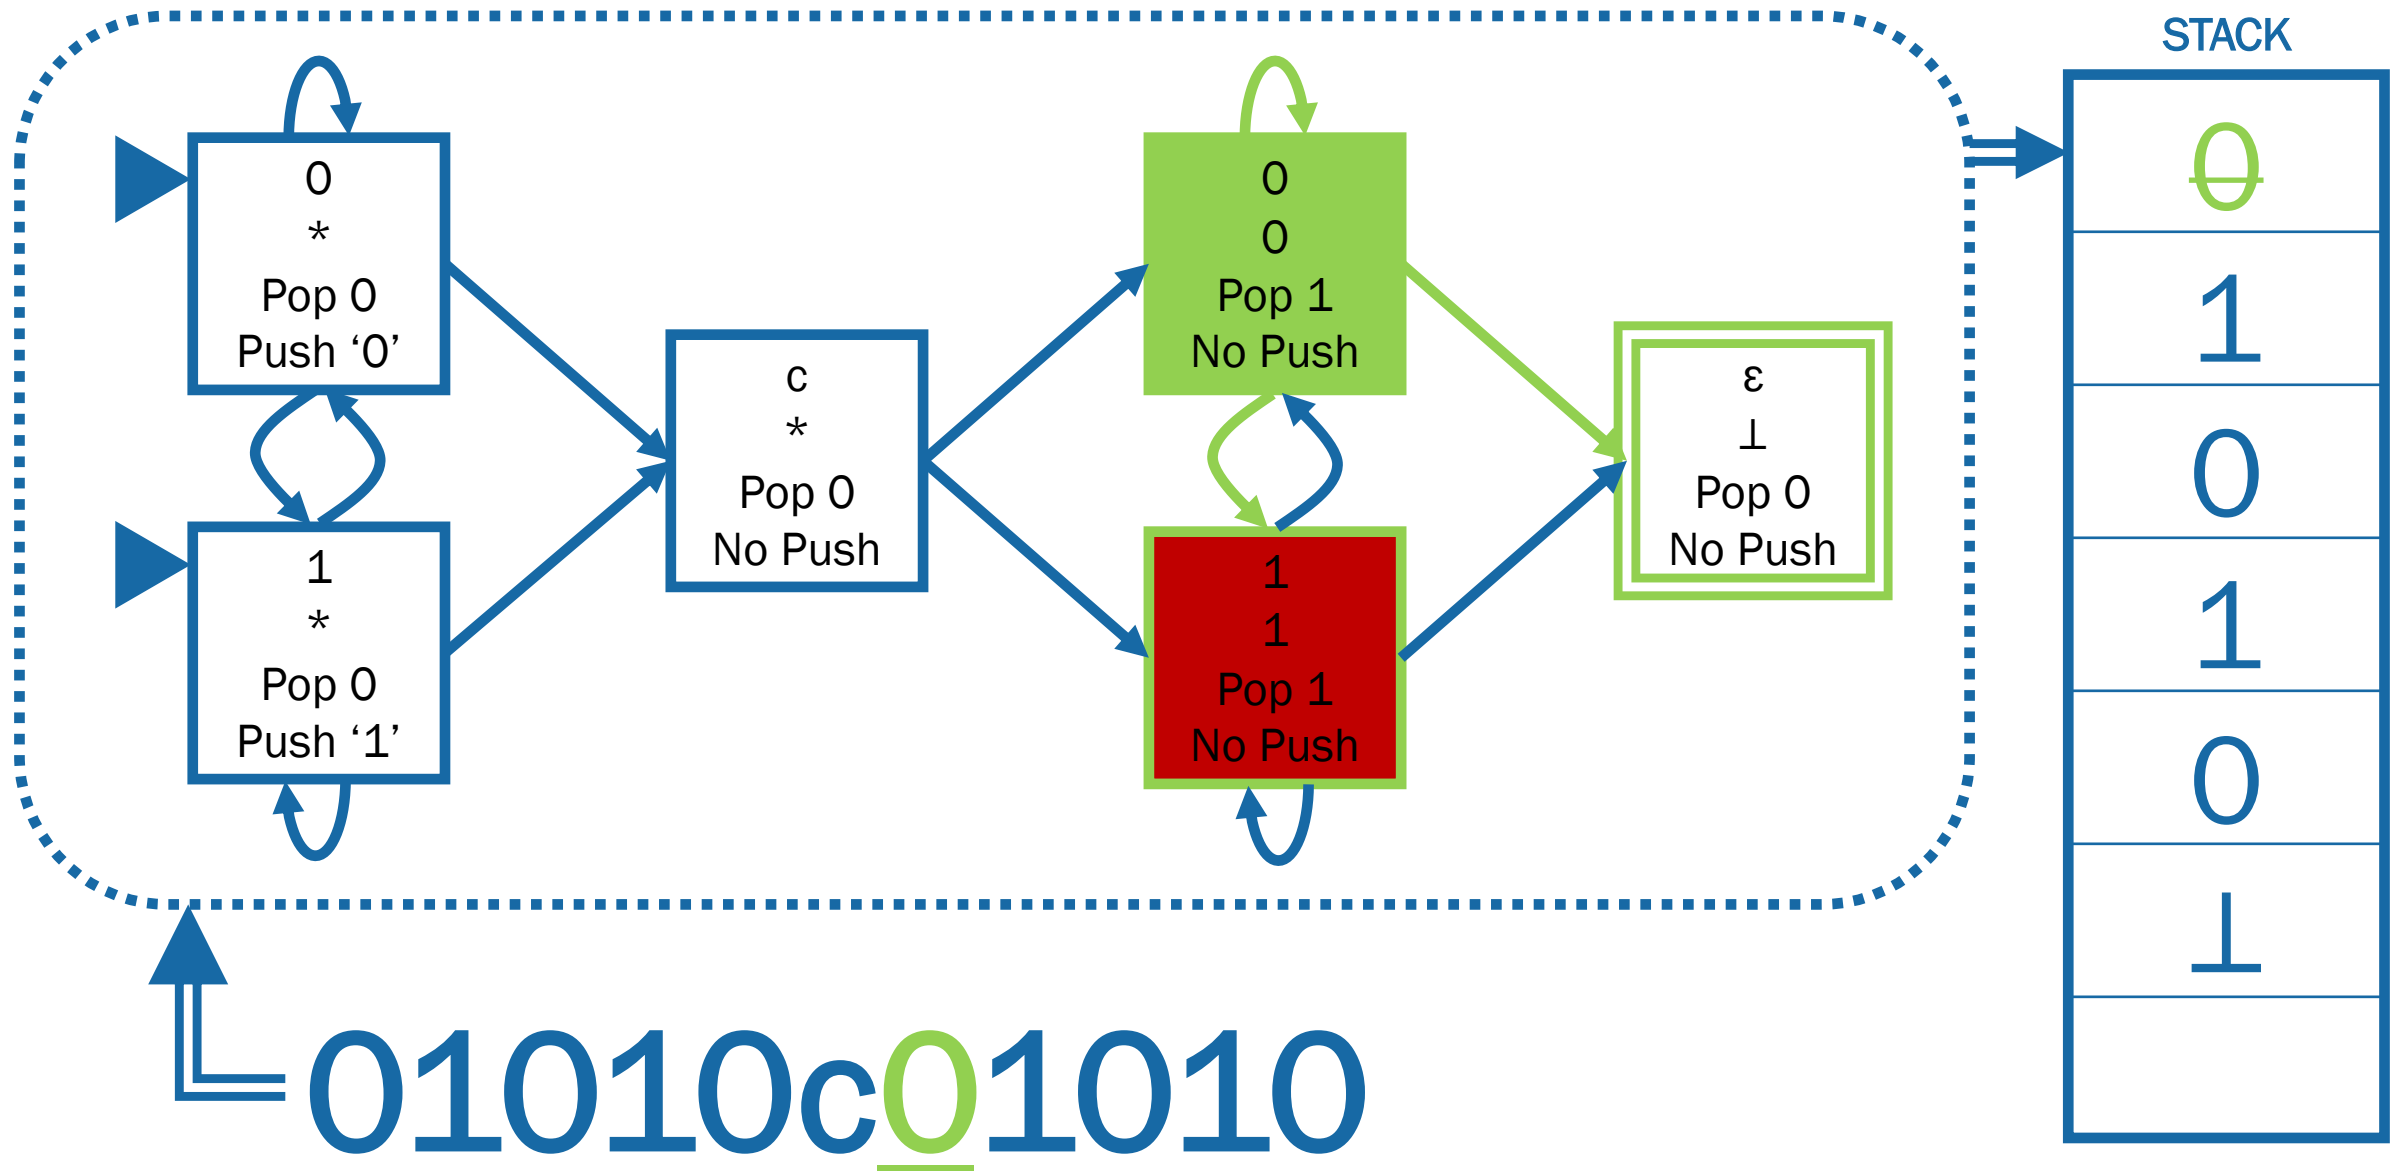 STACK
0
*
Pop 0
Push ‘0’
1
*
Pop 0
Push ‘1’
c
*
Pop 0
No Push
0
0
Pop 1
No Push
1
1
Pop 1
No Push
ε
⊥
Pop 0
No Push
0
1
0
1
0
⊥
01010c01010